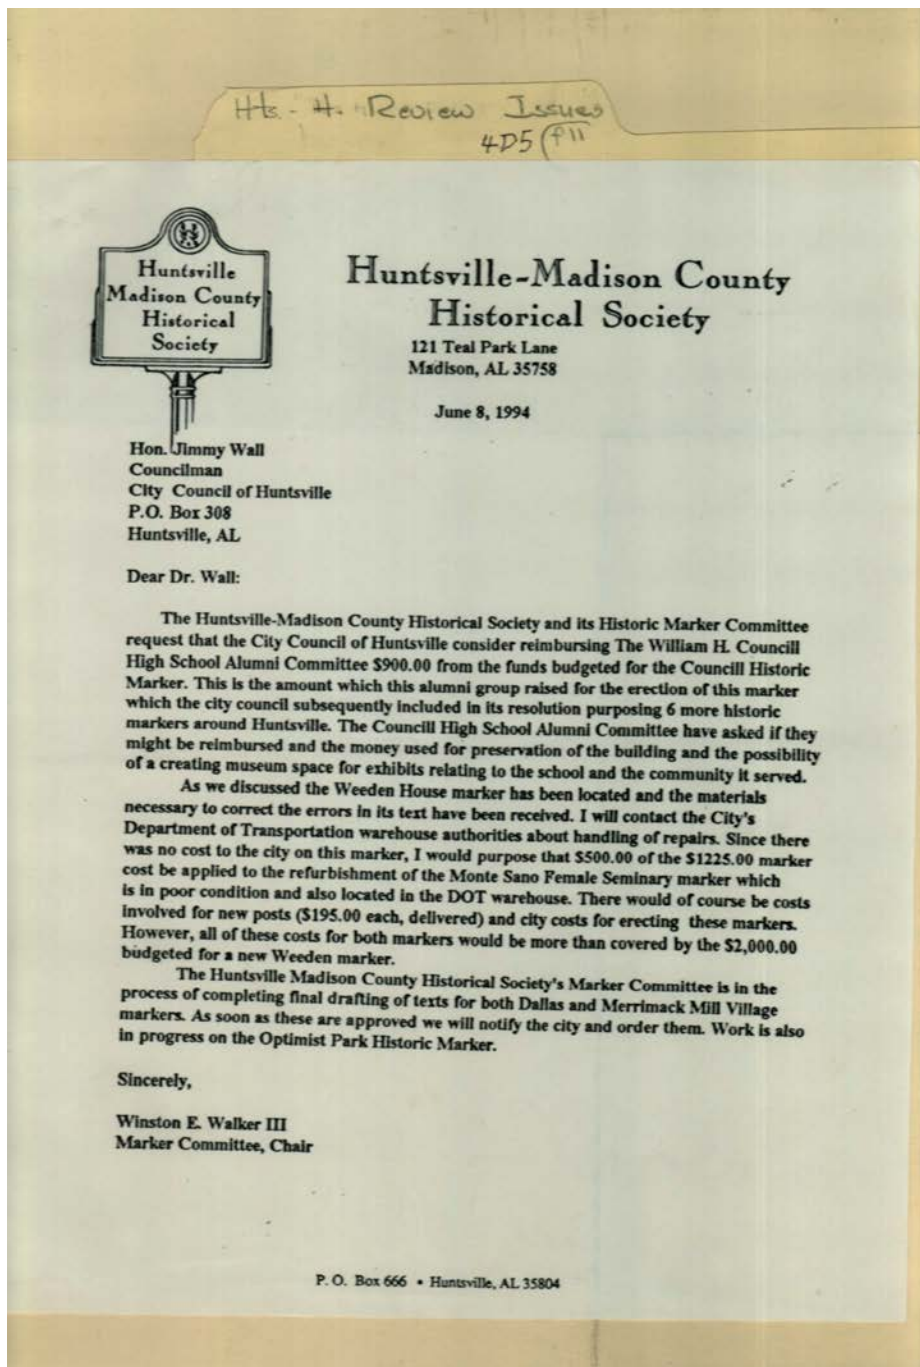 Hts. - H. Review Issues
4D5 (f11
Huntsville
Madison County
Historical
Society
Huntsville-Madison County
Historical Society
121 Teal Park Lane
Madison, AL 35758
June 8, 1994
Hon. Jimmy Wall
Councilman
City Council of Huntsville
P.O. Box 308
Huntsville, AL
Dear Dr. Wall:
The Huntsville-Madison County Historical Society and its Historic Marker Committee
request that the City Council of Huntsville consider reimbursing The William H. Councill
High School Alumni Committee $900.00 from the funds budgeted for the Councill Historic
Marker. This is the amount which this alumni group raised for the erection of this marker
which the city council subsequently included in its resolution purposing 6 more historic
markers around Huntsville. The Councill High School Alumni Committee have asked if they
might be reimbursed and the money used for preservation of the building and the possibility
of a creating museum space for exhibits relating to the school and the community it served.
As we discussed the Weeden House marker has been located and the materials
necessary to correct the errors in its text have been received. I will contact the City's
Department of Transportation warehouse authorities about handling of repairs. Since there
was no cost to the city on this marker, I would purpose that $500.00 of the $1225.00 marker
cost be applied to the refurbishment of the Monte Sano Female Seminary marker which
is in poor condition and also located in the DOT warehouse. There would of course be costs
involved for new posts ($195.00 each, delivered) and city costs for erecting these markers.
However, all of these costs for both markers would be more than covered by the $2,000.00
budgeted for a new Weeden marker.
The Huntsville Madison County Historical Society's Marker Committee is in the
process of completing final drafting of texts for both Dallas and Merrimack Mill Village
markers. As soon as these are approved we will notify the city and order them. Work is also
in progress on the Optimist Park Historic Marker.
Sincerely,
Winston E. Walker III
Marker Committee, Chair
P. O. Box 666 • Huntsville, AL 35804